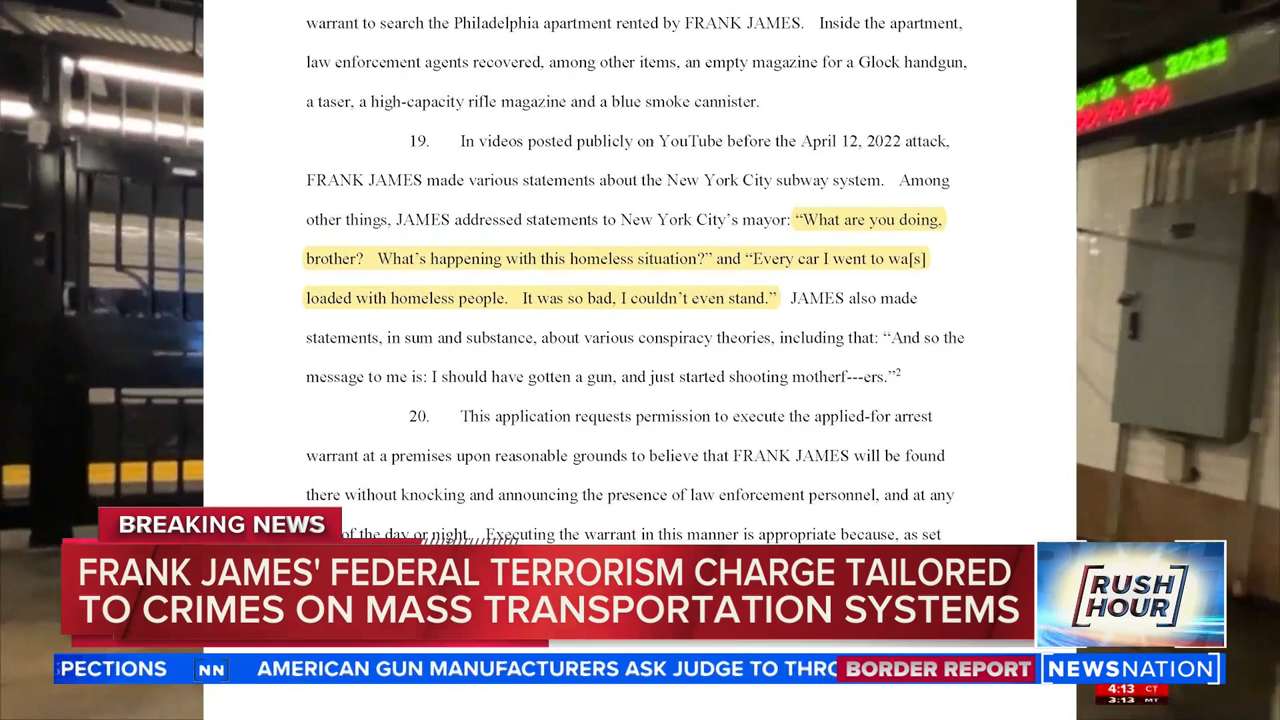 warrant to search the Philadelphia apartment rented by FRANK JAMES. Inside the apartment,
law enforcement agents recovered, among other items, an empty magazine for a Glock handgun,
a taser, a high-capacity rifle magazine and a blue smoke cannister.
19. In videos posted publicly on YouTube before the April 12, 2022 attack,
FRANK JAMES made various statements about the New York City subway system. Among
other things, JAMES addressed statements to New York City’s mayor: “What are you doing,
brother? What’s happening with this homeless situation?” and “Every car I went to wa[s]
loaded with homeless people. It was so bad, I couldn’t even stand.” JAMES also made
statements, in sum and substance, about various conspiracy theories, including that: “And so the
message to me is: I should have gotten a gun, and just started shooting motherf---ers.”2
20. This application requests permission to execute the applied-for arrest
warrant at a premises upon reasonable grounds to believe that FRANK JAMES will be found
there without knocking and announcing the presence of law enforcement personnel, and at any
of the day or night. Executing the warrant in this manner is appropriate because, as set
BREAKING NEWS
FRANK JAMES' FEDERAL TERRORISM CHARGE TAILORED
TO CRIMES ON MASS TRANSPORTATION SYSTEMS
RUSH
HOUR
SPECTIONS NN AMERICAN GUN MANUFACTURERS ASK JUDGE TO THRO
BORDER REPORT
NEWSNATION
4:13 CT
3:13 MT
2022
PM